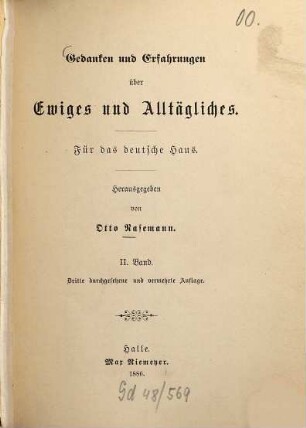 00.
Gedanken und Erfahrungen
über
Ewiges und Alltägliches.
Für das deutsche Haus.
Herausgegeben
von
Otto Nasemann.
II. Band.
Dritte durchgesehene und vermehrte Auflage.
Halle.
Max Niemeyer.
1886.
Gd 48/569